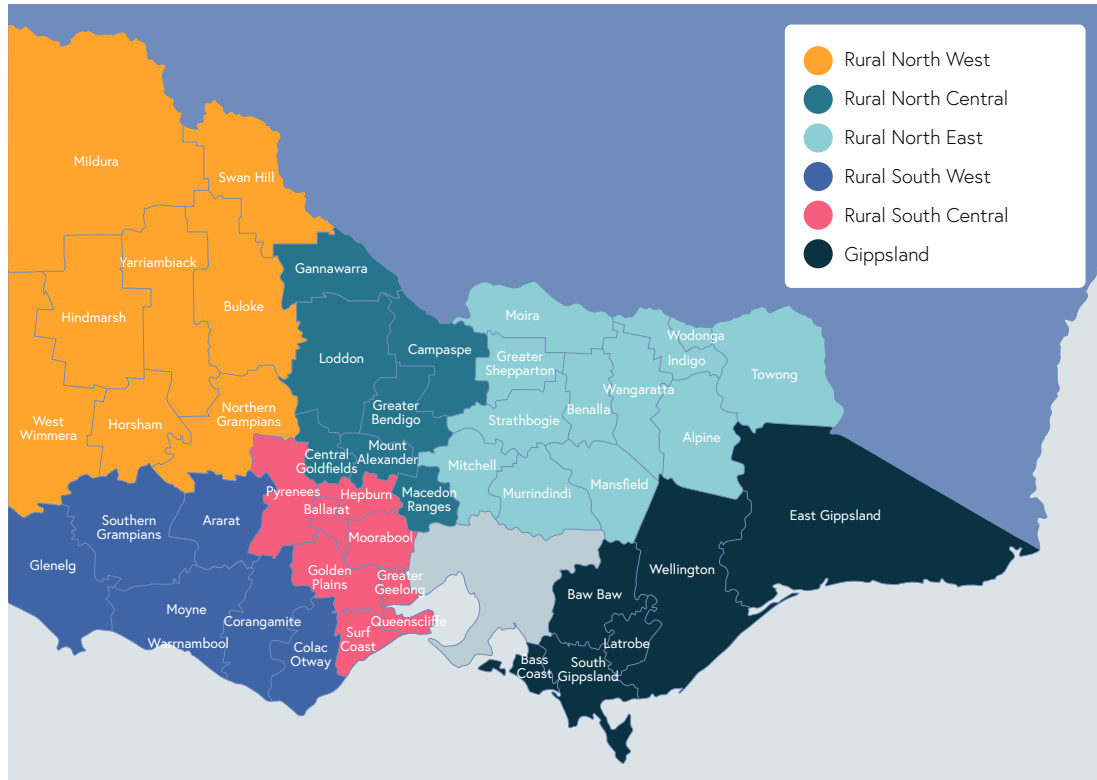 Rural North West
Rural North Central
Rural North East
Rural South West
Rural South Central
Gippsland
Mildura
Swan Hill
Yarriambiack
Gannawarra
Buloke
Hindmarsh
Moira
Wodonga
Campaspe
Loddon
Greater
Shepparton
Indigo
Towong
Wangaratta
Benalla
Northern
Grampians
Greater
Bendigo
West
Wimmera
Horsham
Strathbogie
Alpine
Mount
Alexander
Central
Goldfields
Mitchell
Mansfield
Murrindindi
Pyrenees
Hepburn
Macedon
Ranges
Ballarat
Southern
Grampians
Ararat
East Gippsland
Moorabool
Glenelg
Golden
Plains
Greater
Geelong
Wellington
Baw Baw
Moyne
Corangamite
Queenscliffe
Warrnambool
Surf
Coast
Latrobe
Colac
Otway
Bass
Coast
South
Gippsland